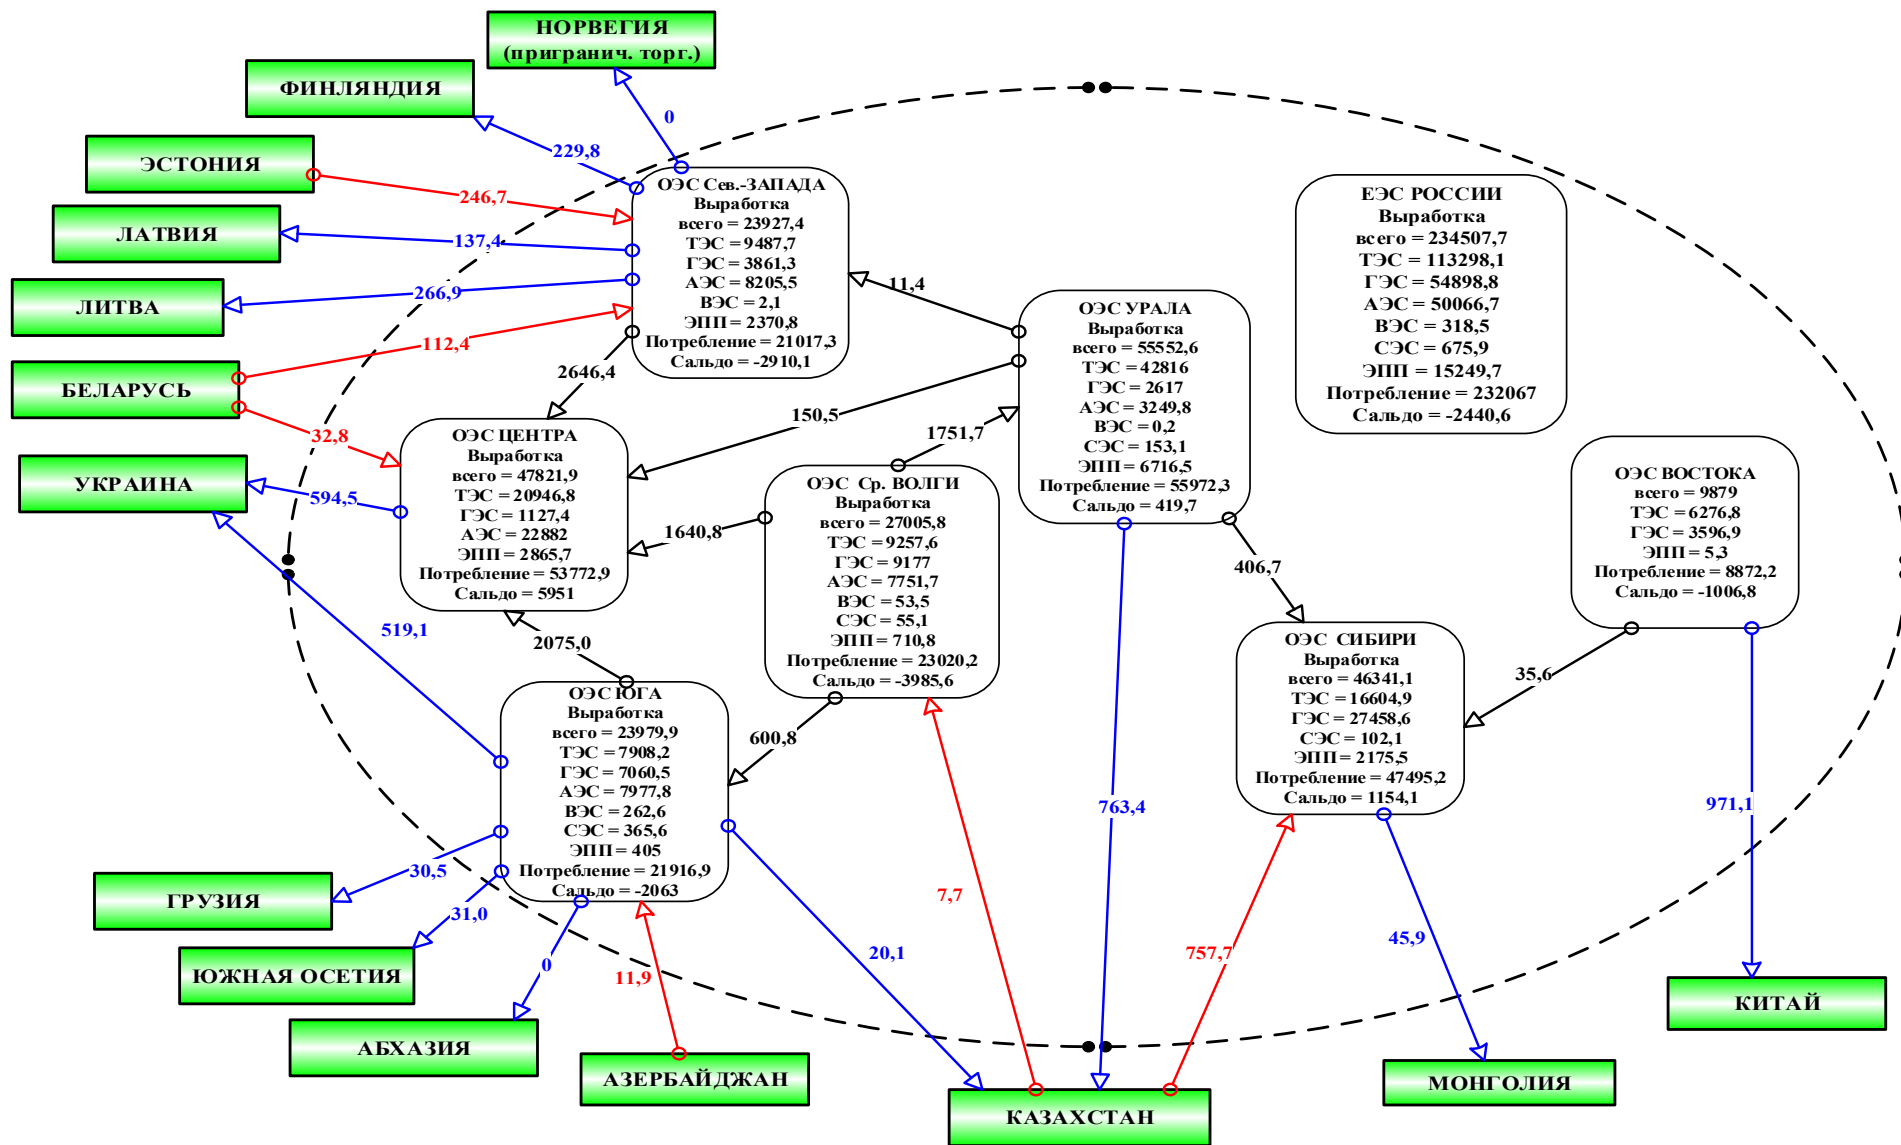 НОРВЕГИЯ
(приганич. торг.)
ФИНЛЯНДИЯ
0
229,8
ЭСТОНИЯ
246,7
ЛАТВИЯ
137,4
ЛИТВА
266,9
БЕЛАРУСЬ
112,4
32,8
УКРАИНА
594,5
519,1
ОЭС Сев.-ЗАПАДА
Выработка
всего = 23927,4
ТЭС = 9487,7
ГЭС = 3861,3
АЭС = 8205,5
ВЭС = 2,1
ЭПП = 2370,8
Потребление = 21017,3
Сальдо = -2910,1
11,4
2646,4
150,5
1751,7
1640,8
2075,0
600,8
406,7
35,6
ЕЭС РОССИИ
Выработка
всего = 234507,7
ТЭС = 113298,1
ГЭС = 54898,8
АЭС = 50066,7
ВЭС = 318,5
СЭС = 675,9
ЭПП = 15249,7
Потребление = 232067
Сальдо = -2440,6
ОЭС УРАЛА
Выработка
всего = 55552,6
ТЭС = 42816
ГЭС = 2617
АЭС = 3249,8
ВЭС = 0,2
СЭС = 153,1
ЭПП = 6716,5
Потребление = 55972,3
Сальдо = 419,7
ОЭС ЦЕНТРА
Выработка
всего = 47821,9
ТЭС = 20946,8
ГЭС = 1127,4
АЭС = 22882
ЭПП = 2865,7
Потребление = 53772,9
Сальдо = 5951
ОЭС Ср. ВОЛГИ
Выработка
всего = 27005,8
ТЭС = 9257,6
ГЭС = 9177
АЭС = 7751,7
ВЭС = 53,5
СЭС = 55,1
ЭПП = 710,8
Потребление = 23020,2
Сальдо = -3985,6
ОЭС ВОСТОКА
всего = 9879
ТЭС = 6276,8
ГЭС = 3596,9
ЭПП = 5,3
Потребление = 8872,2
Сальдо = -1006,8
ОЭС СИБИРИ
Выработка
всего = 46341,1
ТЭС = 16604,9
ГЭС = 27458,6
СЭС = 102,1
ЭПП = 2175,5
Потребление = 47495,2
Сальдо = 1154,1
ОЭС ЮГА
Выработка
всего = 23979,9
ТЭС = 7908,2
ГЭС = 7060,5
АЭС = 7977,8
ВЭС = 262,6
СЭС = 365,6
ЭПП = 405
Потребление = 21916,9
Сальдо = -2063
763,4
971,1
30,5
ГРУЗИЯ
31,0
ЮЖНАЯ ОСЕТИЯ
0
АБХАЗИЯ
11,9
АЗЕРБАЙДЖАН
20,1
7,7
757,7
45,9
КАЗАХСТАН
МОНГОЛИЯ
КИТАЙ